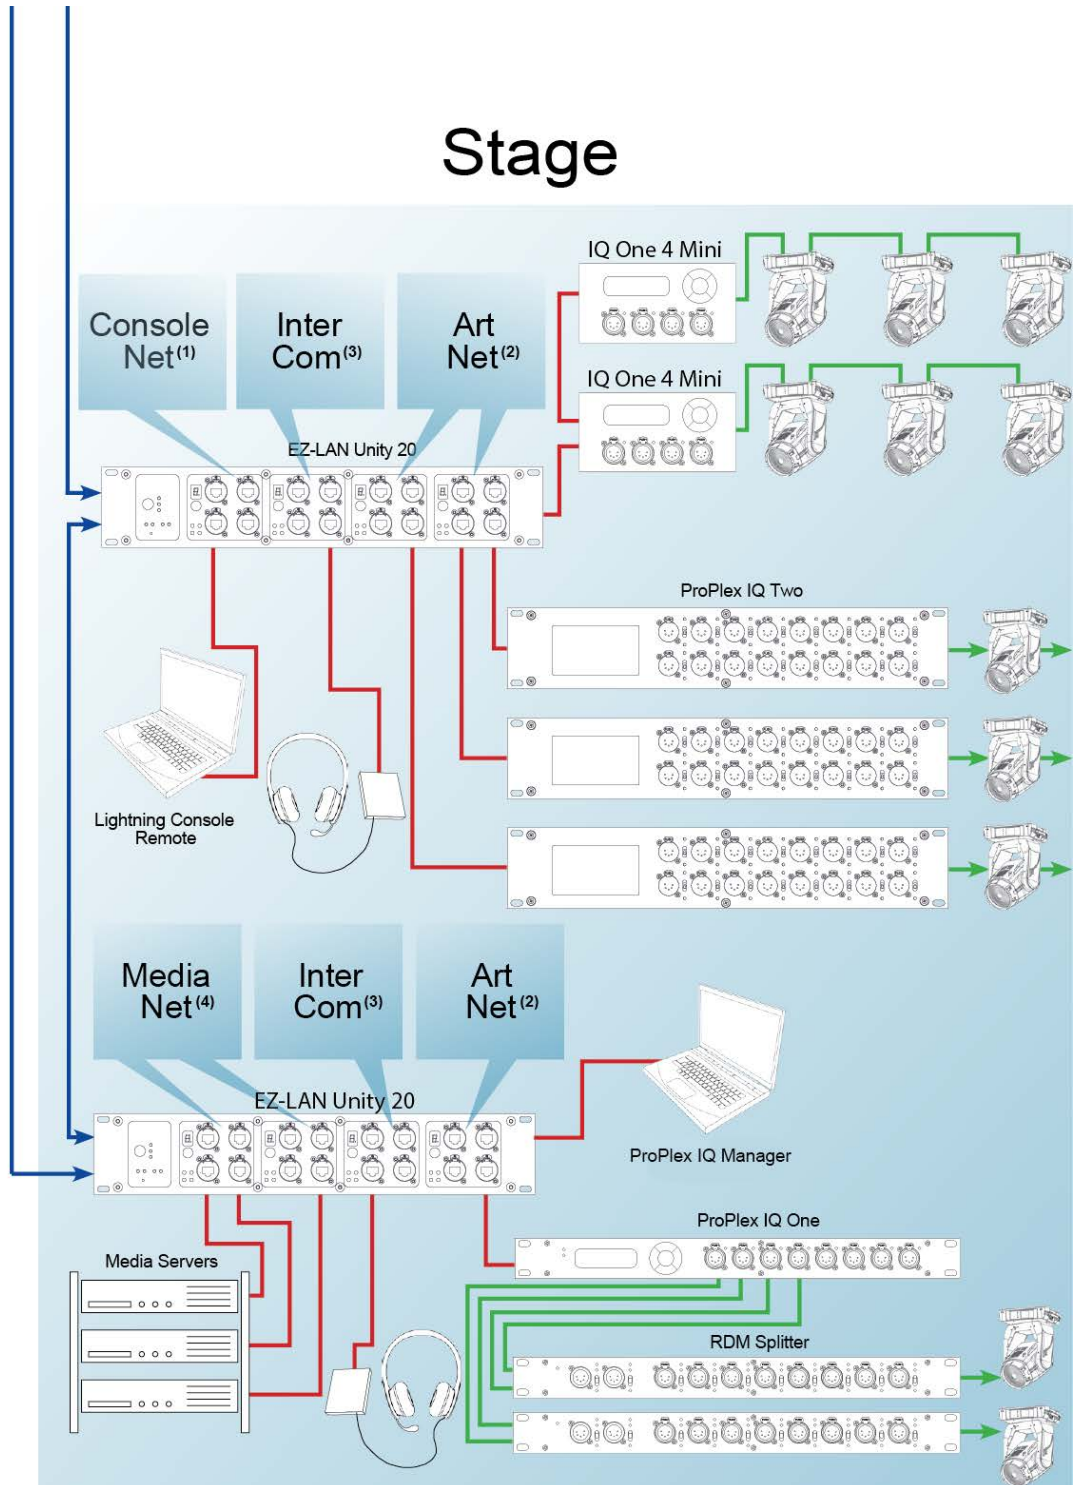 Stage
IQ One 4 Mini
Console
Net(1)
Inter
Com(3)
Art
Net(2)
IQ One 4 Mini
EZ-LAN Unity 20
ProPlex IQ Two
Lightning Console
Remote
Media
Net(4)
Inter
Com(3)
Art
Net(2)
EZ-LAN Unity 20
ProPlex IQ Manager
ProPlex IQ One
Media Servers
RDM Splitter